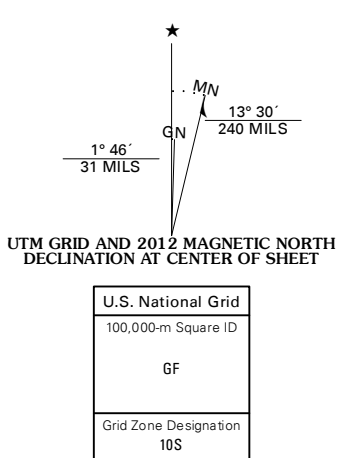 ★
MN
GN
13° 30´
240 MILS
1° 46´
31 MILS
UTM GRID AND 2012 MAGNETIC NORTH
DECLINATION AT CENTER OF SHEET
U.S. National Grid
100,000-m Square ID
GF
Grid Zone Designation
10S